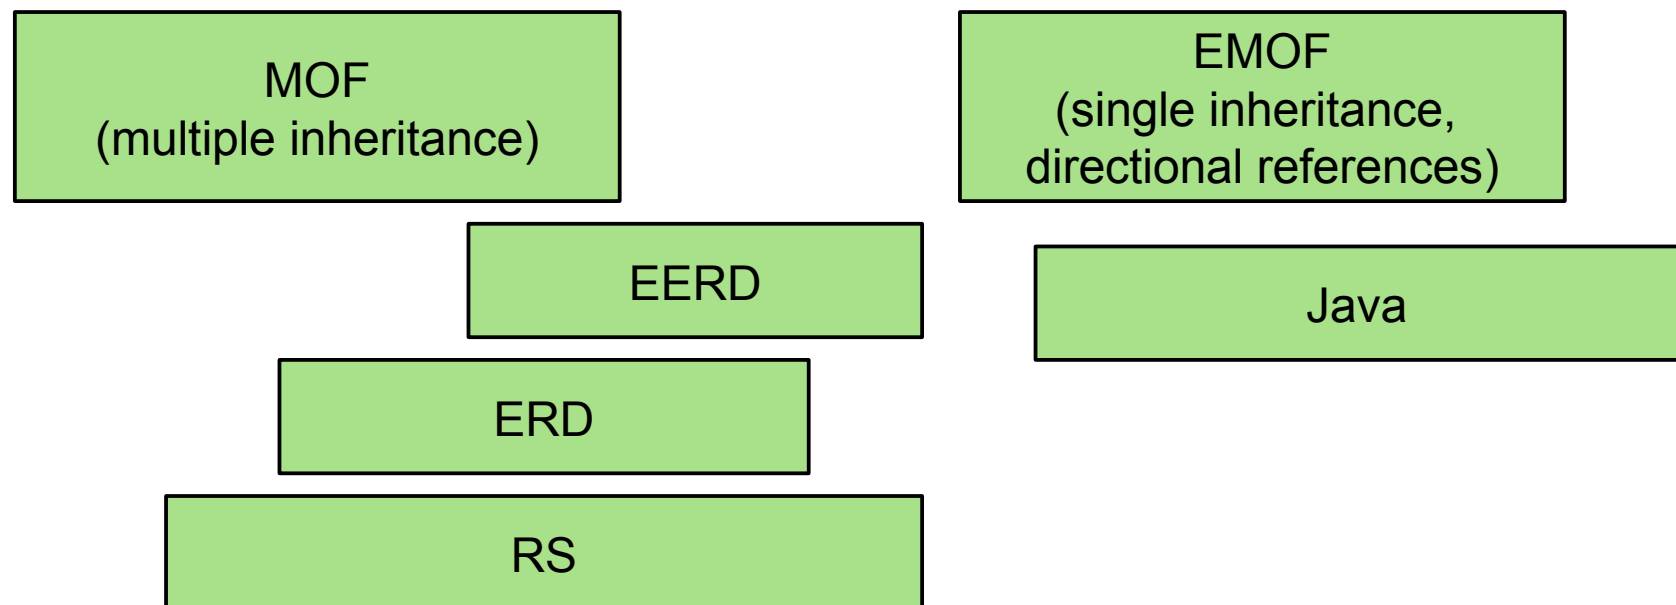 MOF
(multiple inheritance)
EMOF
(single inheritance,
directional references)
EERD
Java
ERD
RS